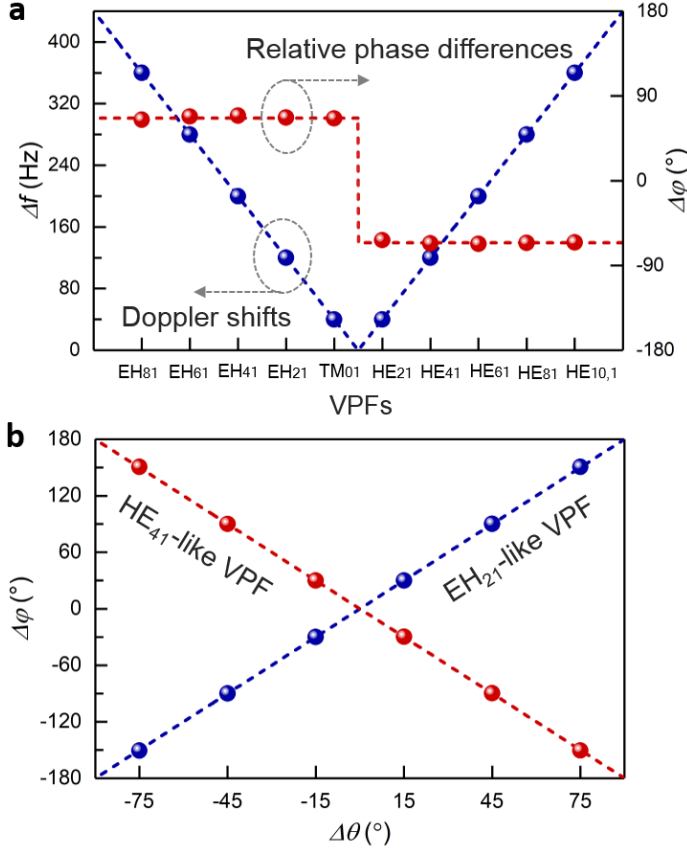 a
Relative phase differences
Doppler shifts
Δf (Hz)
400
320
240
160
80
0
Δφ (°)
180
90
0
-90
-180
EH81 EH61 EH41 EH21 TM01 HE21 HE41 HE61 HE81 HE10,1
VPFs
b
HE41-like VPF
EH21-like VPF
Δφ (°)
180
120
60
0
-60
-120
-180
-75 -45 -15 15 45 75
Δθ (°)